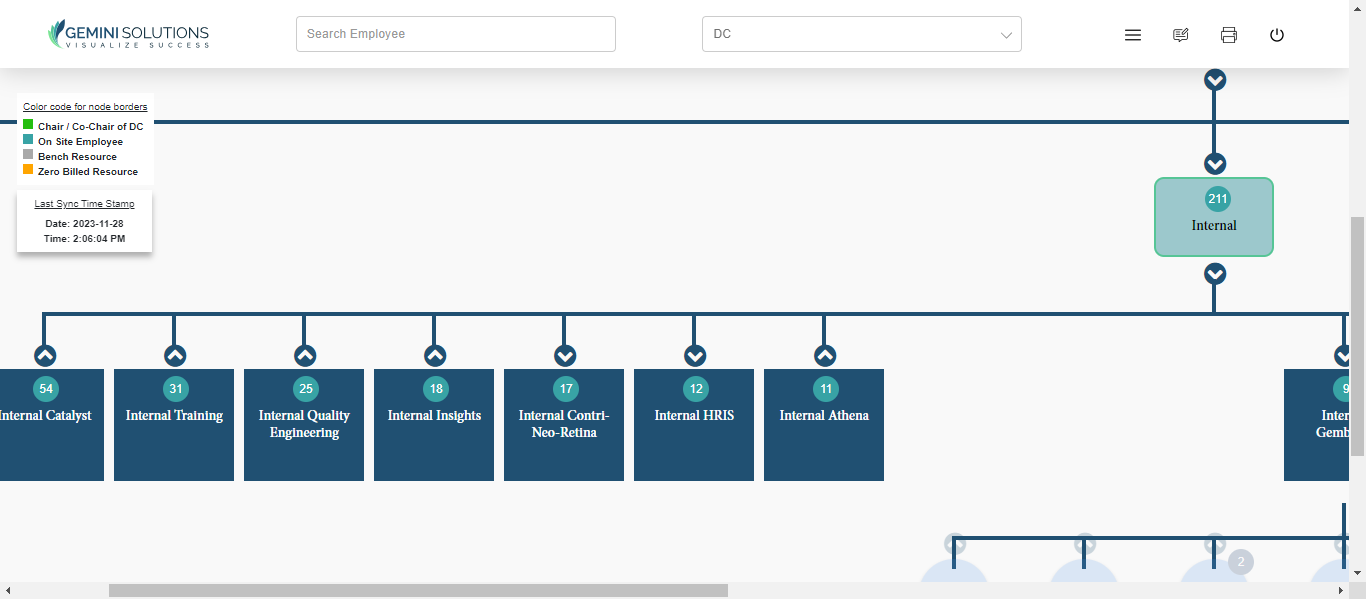 GEMINI SOLUTIONS
VISUALIZE SUCCESS
Search Employee
DC
Color code for node borders
Chair / Co-Chair of DC
On Site Employee
Bench Resource
Zero Billed Resource
Last Sync Time Stamp
Date: 2023-11-28
Time: 2:06:04 PM
211
Internal
54
Internal Catalyst
31
Internal Training
25
Internal Quality
Engineering
18
Internal Insights
17
Internal Contri-
Neo-Retina
12
Internal HRIS
11
Internal Athena
9
Inter
Gemb
2